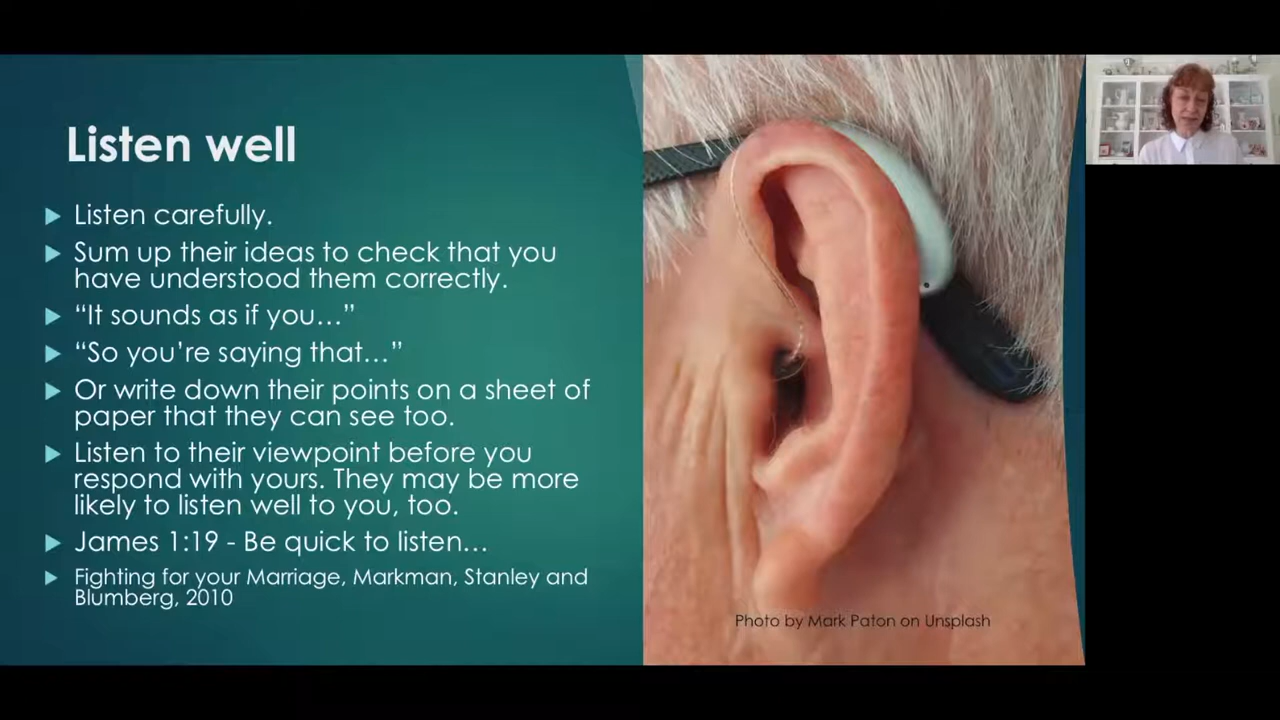 Listen well
Listen carefully.
Sum up their ideas to check that you
have understood them correctly.
“It sounds as if you…”
“So you’re saying that…”
Or write down their points on a sheet of
paper that they can see too.
Listen to their viewpoint before you
respond with yours. They may be more
likely to listen well to you, too.
James 1:19 - Be quick to listen…
Fighting for your Marriage, Markman, Stanley and
Blumberg, 2010
Photo by Mark Paton on Unsplash